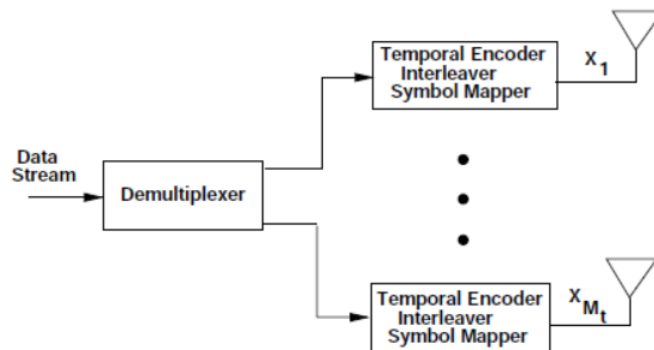 Temporal Encoder
Interleaver
Symbol Mapper
X1
Data
Stream
Demultiplexer
Temporal Encoder
Interleaver
Symbol Mapper
XMt